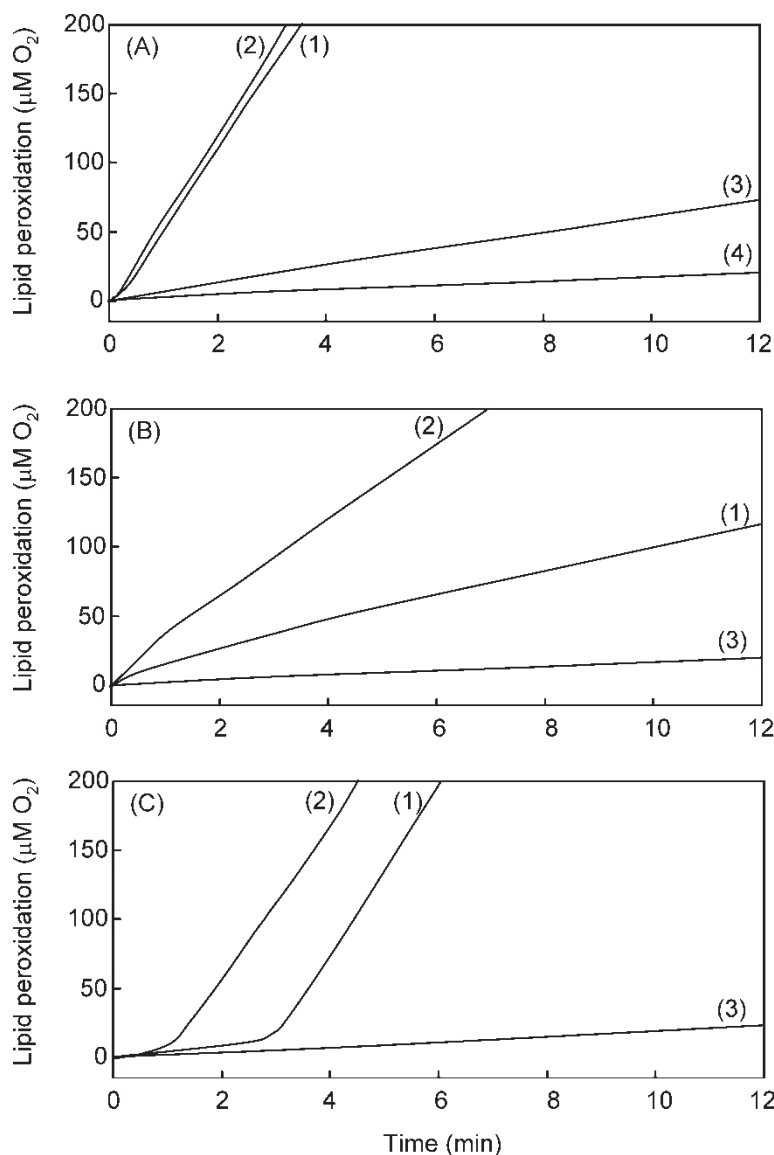 Lipid peroxidation (μM O₂)
200
150
100
50
0
(A)
(2)
(1)
(3)
(4)
0 2 4 6 8 10 12
Lipid peroxidation (μM O₂)
200
150
100
50
0
(B)
(2)
(1)
(3)
0 2 4 6 8 10 12
Lipid peroxidation (μM O₂)
200
150
100
50
0
(C)
(2)
(1)
(3)
0 2 4 6 8 10 12
Time (min)